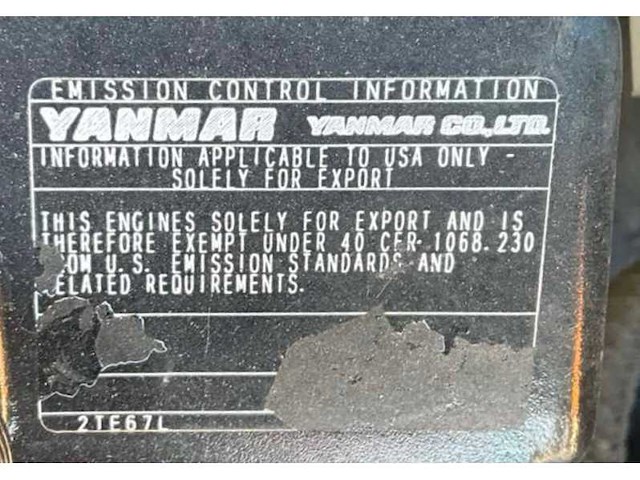 EMISSION CONTROL INFORMATION
YANMAR YANMAR CO.,LTD.
INFORMATION APPLICABLE TO USA ONLY -
SOLELY FOR EXPORT
THIS ENGINES SOLELY FOR EXPORT AND IS
THEREFORE EXEMPT UNDER 40 CFR 1068.230
FROM U.S. EMISSION STANDARDS AND
RELATED REQUIREMENTS.
2TE67L